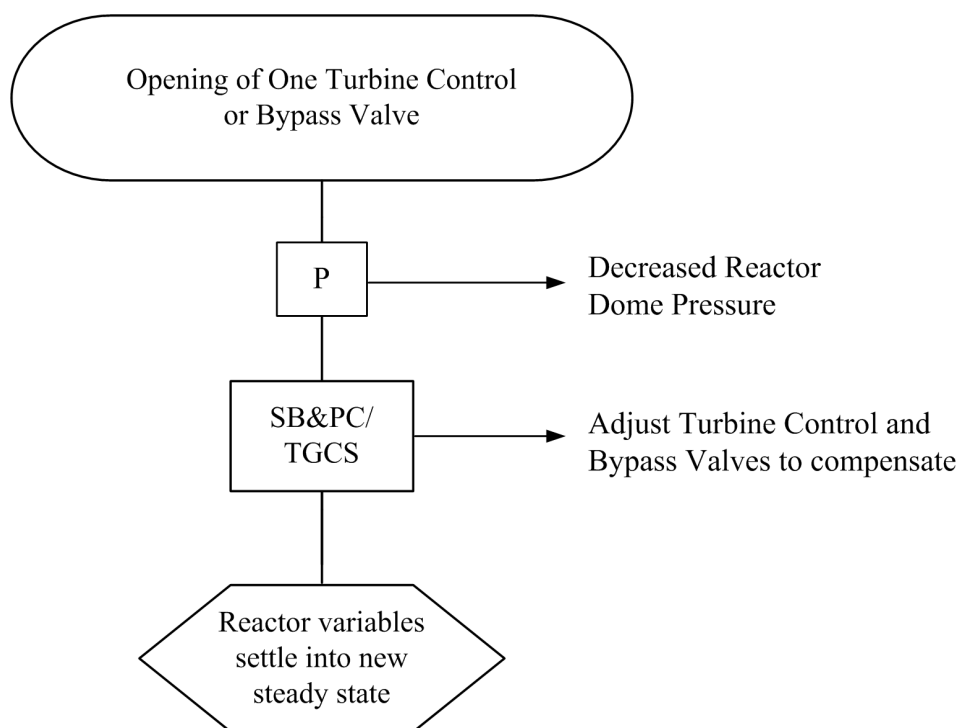 Opening of One Turbine Control
or Bypass Valve
P
Decreased Reactor
Dome Pressure
SB&PC/
TGCS
Adjust Turbine Control and
Bypass Valves to compensate
Reactor variables
settle into new
steady state